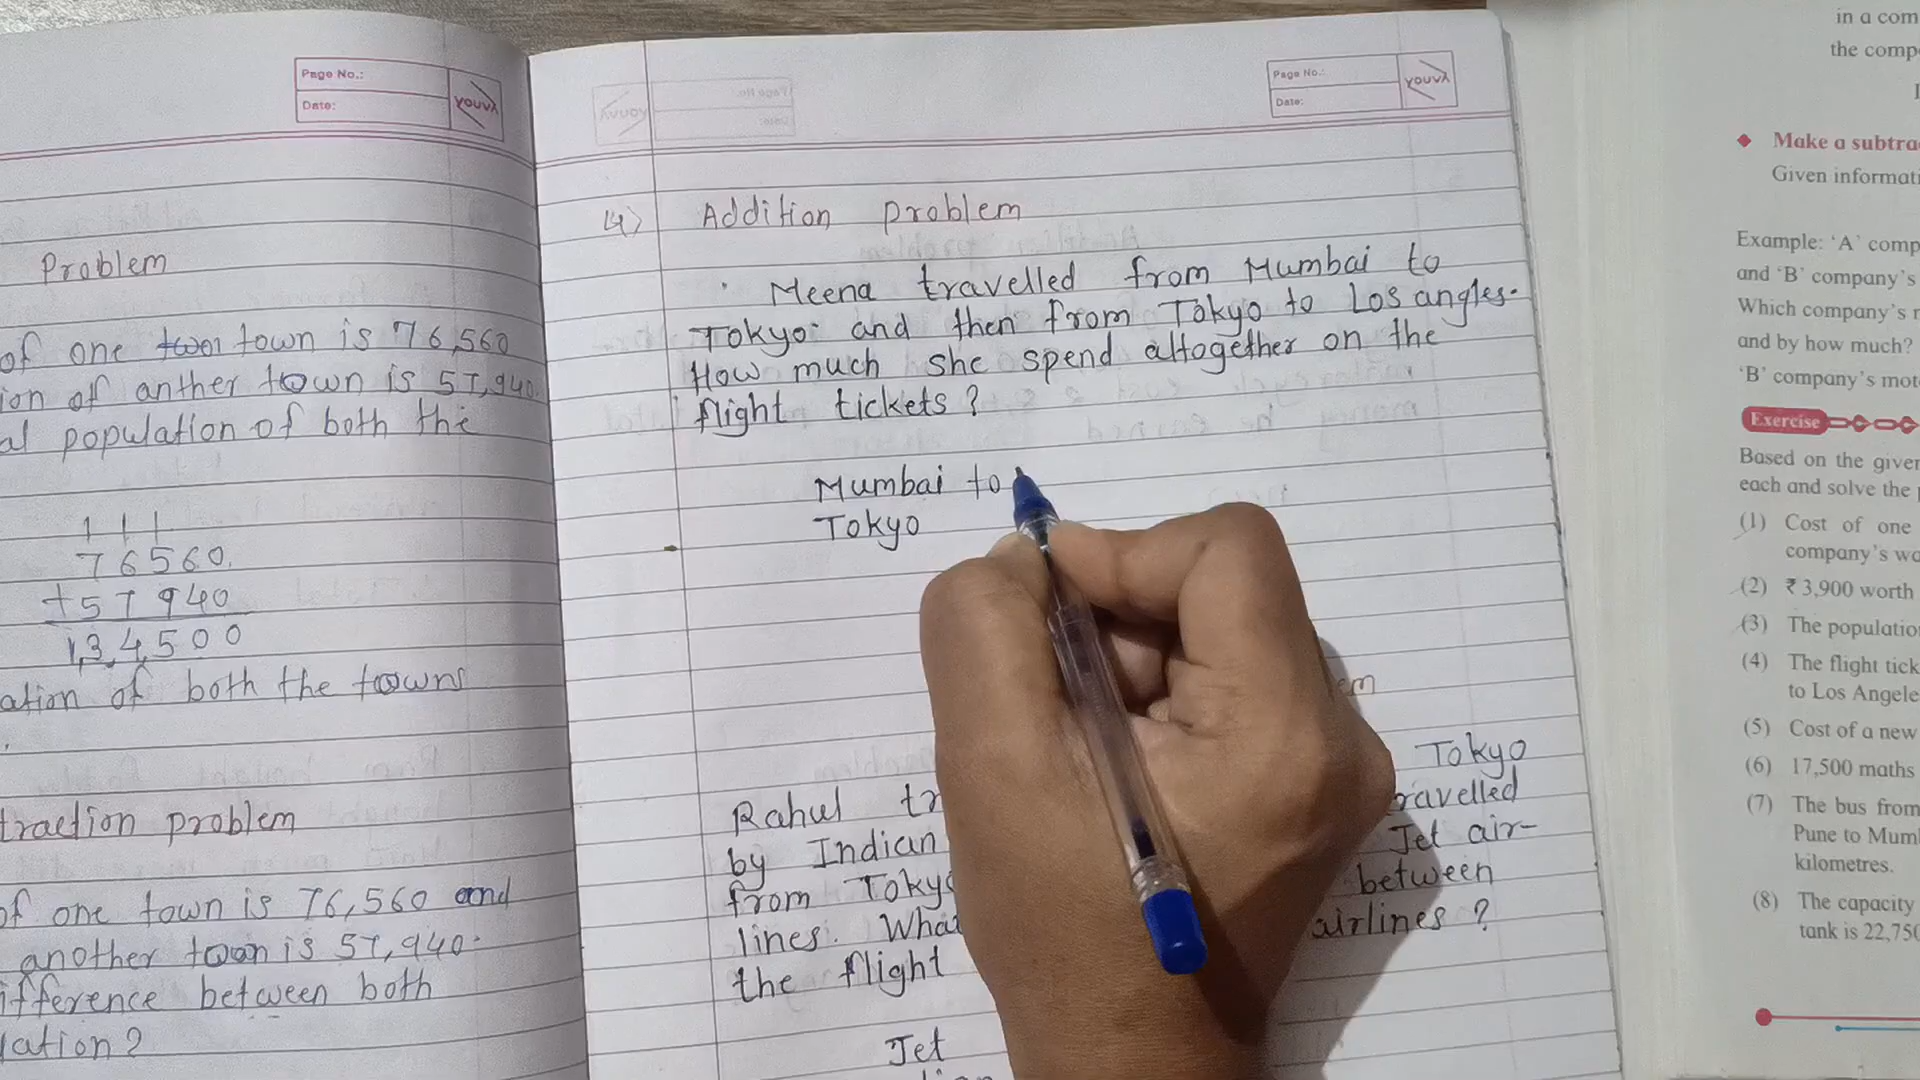 Page No.:
Date:
YOUVA
Problem
of one town is 76,560
ion of anther town is 57,940
al population of both the
1 1 1
76560.
+57940
1,34,500
ation of both the towns
traction problem
of one town is 76,560 and
another town is 57,940.
ifference between both
lation?
Page No.:
Date:
YOUVA
4) Addition problem
Meena travelled from Mumbai to
Tokyo and then from Tokyo to Los angles.
How much she spend altogether on the
flight tickets?
Mumbai to
Tokyo
em
Tokyo
Rahul tr ravelled
by Indian Jet air-
from Tokyo between
lines. What airlines ?
the flight
Jet
in a com
the comp
Make a subtra
Given informati
Example: 'A' comp
and 'B' company's
Which company's
and by how much?
'B' company's mot
Exercise
Based on the given
each and solve the
(1) Cost of one
company's wa
(2) ₹ 3,900 worth
(3) The population
(4) The flight tick
to Los Angele
(5) Cost of a new
(6) 17,500 maths
(7) The bus from
Pune to Mum
kilometres.
(8) The capacity
tank is 22,750